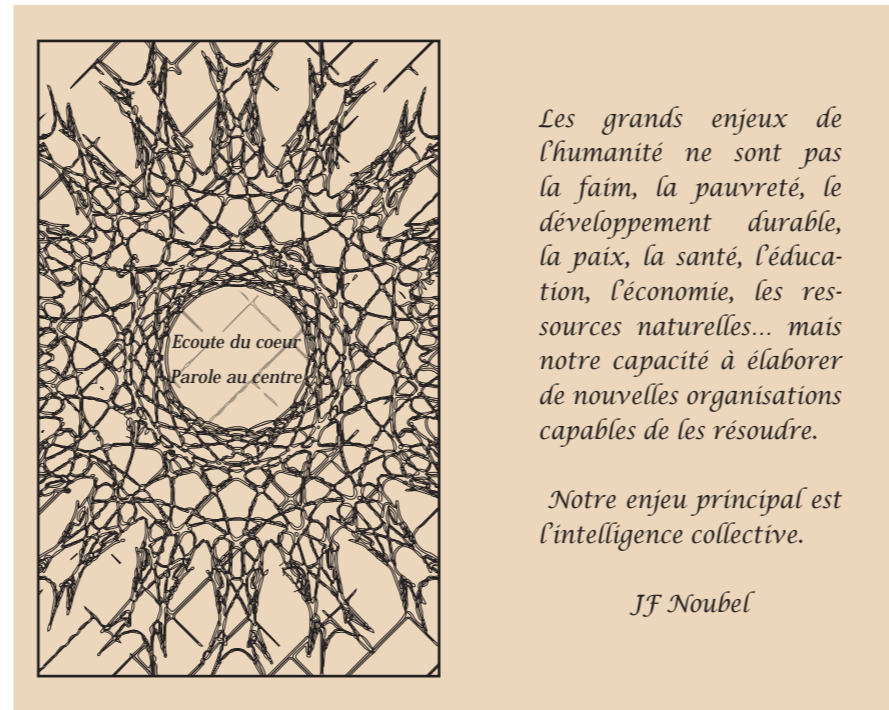 Ecoute du coeur
Parole au centre
Les grands enjeux de
l'humanité ne sont pas
la faim, la pauvreté, le
développement durable,
la paix, la santé, l'éduca-
tion, l'économie, les res-
sources naturelles... mais
notre capacité à élaborer
de nouvelles organisations
capables de les résoudre.
Notre enjeu principal est
l'intelligence collective.
JF Noubel